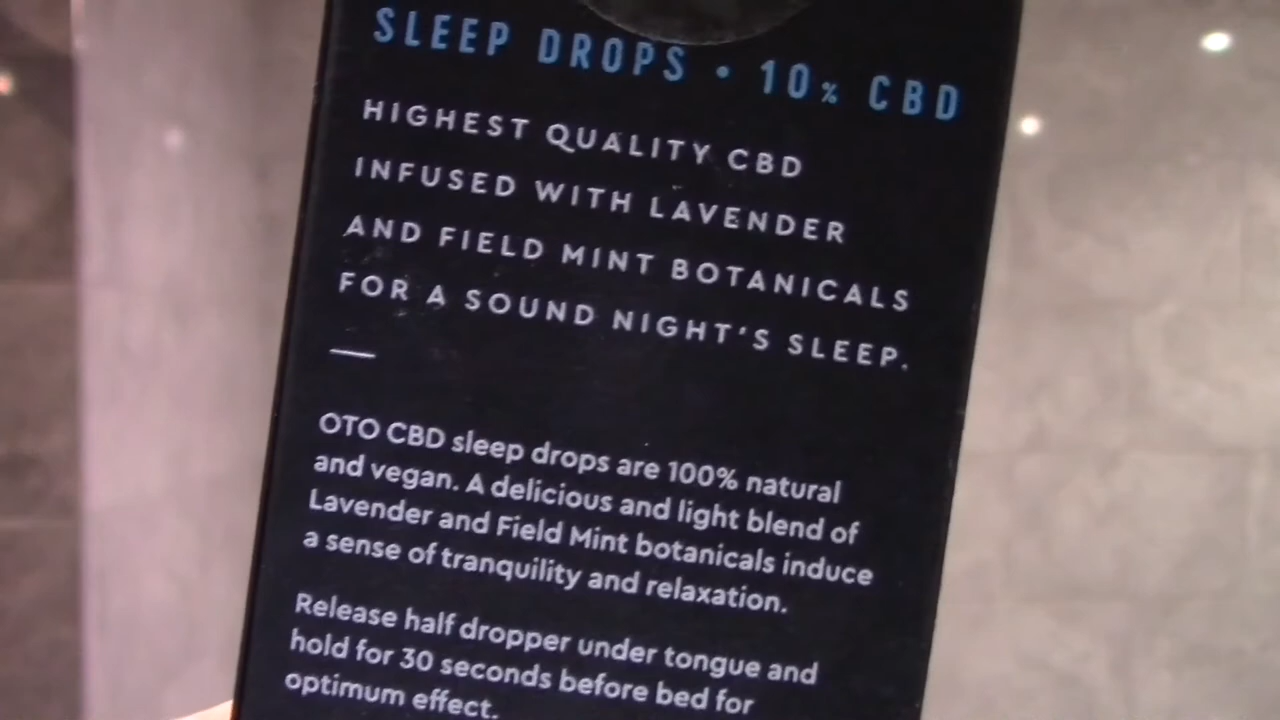 SLEEP DROPS • 10% CBD
HIGHEST QUALITY CBD
INFUSED WITH LAVENDER
AND FIELD MINT BOTANICALS
FOR A SOUND NIGHT'S SLEEP.
OTO CBD sleep drops are 100% natural
and vegan. A delicious and light blend of
Lavender and Field Mint botanicals induce
a sense of tranquility and relaxation.
Release half dropper under tongue and
hold for 30 seconds before bed for
optimum effect.